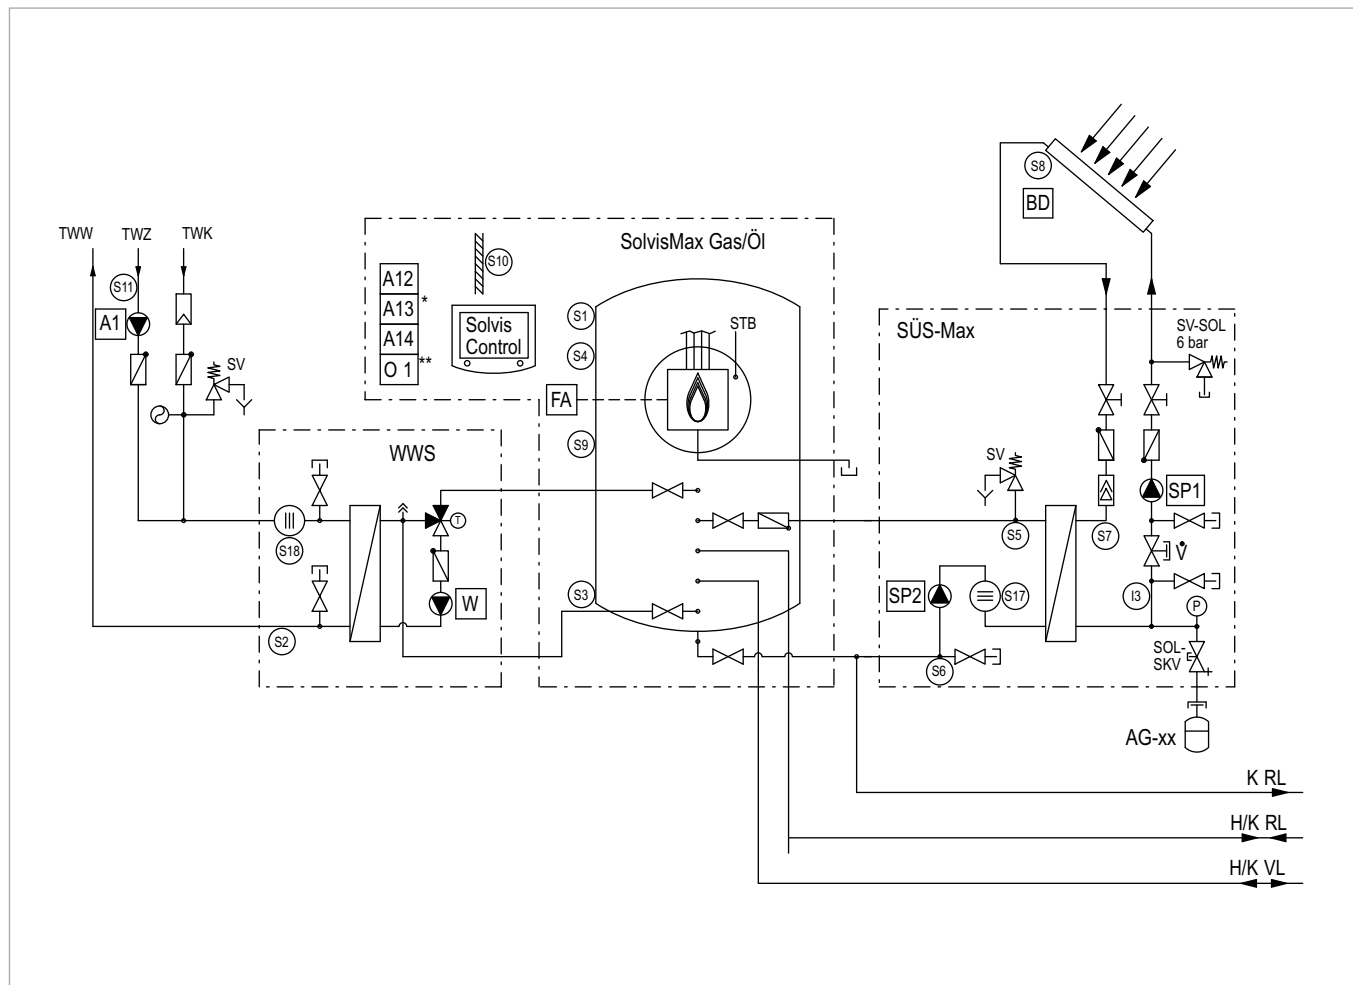 TWW
TWZ
TWK
S11
A1
SV
WWS
S18
S2
T
W
SolvisMax Gas/Öl
A12
A13 *
A14
O 1 **
S10
Solvis
Control
S1
S4
STB
FA
S9
S3
S8
BD
SÜS-Max
SV-SOL
6 bar
SV
SP1
S5
S7
V̇
SP2
S17
I3
P
S6
SOL-
SKV
AG-xx
K RL
H/K RL
H/K VL